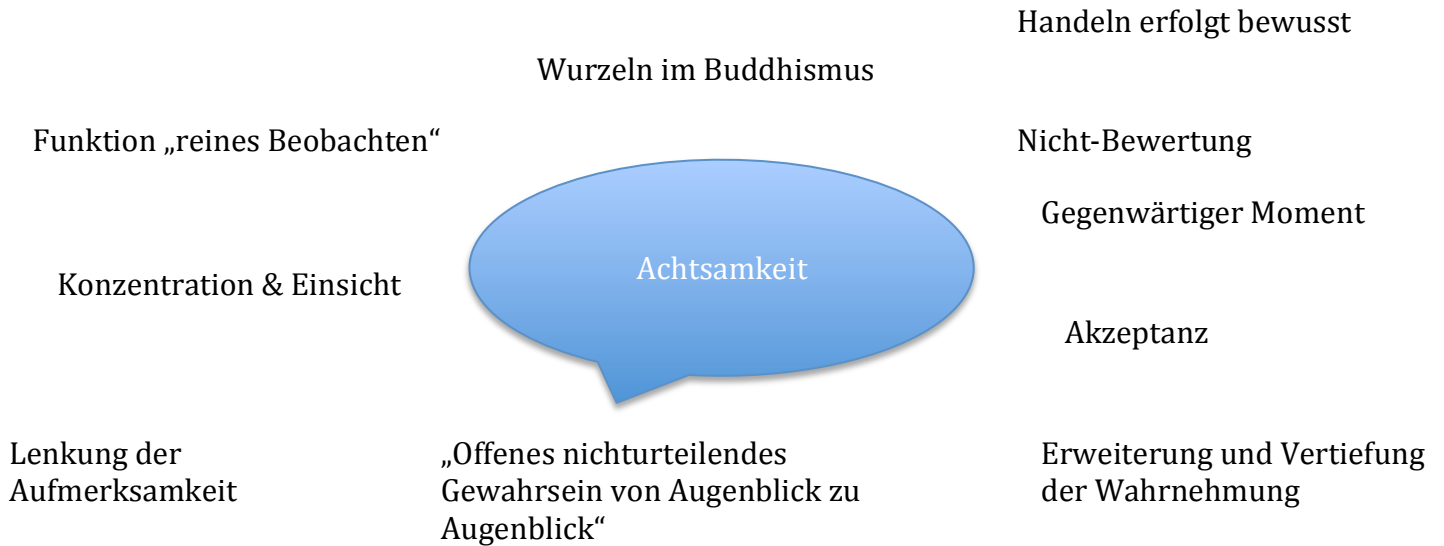 Handeln erfolgt bewusst
Wurzeln im Buddhismus
Funktion „reines Beobachten“
Nicht-Bewertung
Gegenwärtiger Moment
Achtsamkeit
Konzentration & Einsicht
Akzeptanz
Lenkung der
Aufmerksamkeit
„Offenes nichturteilendes
Gewahrsein von Augenblick zu
Augenblick“
Erweiterung und Vertiefung
der Wahrnehmung